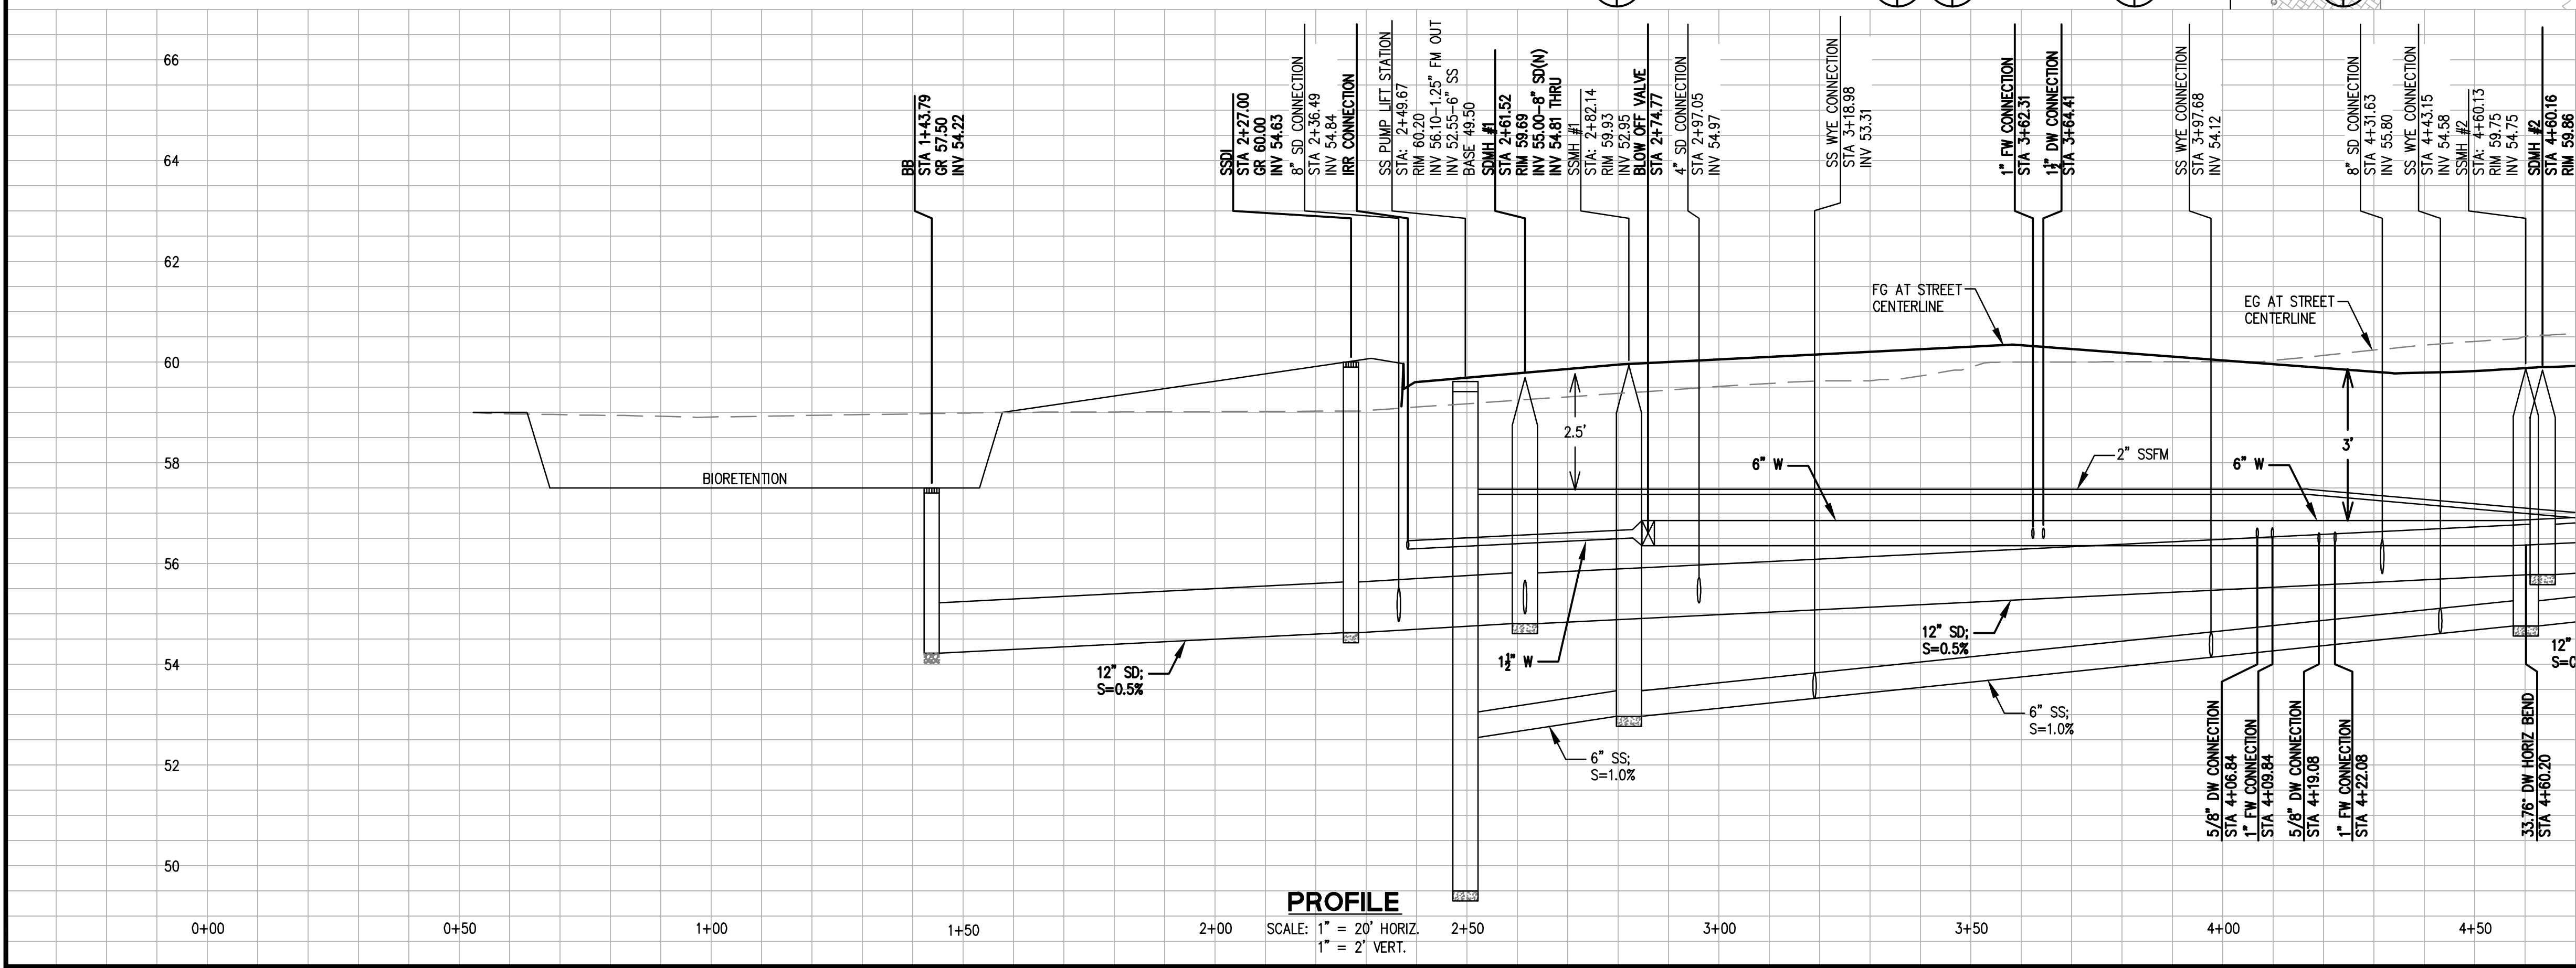 66
64
62
60
58
56
54
52
50
BB
STA 1+43.79
GR 57.50
INV 54.22
SSDI
STA 2+27.00
GR 60.00
INV 54.63
8" SD CONNECTION
STA 2+36.49
INV 54.84
IRR CONNECTION
SS PUMP LIFT STATION
STA: 2+49.67
RIM 60.20
INV 56.10-1.25" FM OUT
INV 52.55-6" SS
BASE 49.50
SDMH #1
STA 2+61.52
RIM 59.69
INV 55.00-8" SD(N)
INV 54.81 THRU
SSMH #1
STA: 2+82.14
RIM 59.93
INV 52.95
BLOW OFF VALVE
STA 2+74.77
4" SD CONNECTION
STA 2+97.05
INV 54.97
SS WYE CONNECTION
STA 3+18.98
INV 53.31
1" FW CONNECTION
STA 3+62.31
1½" DW CONNECTION
STA 3+64.41
SS WYE CONNECTION
STA 3+97.68
INV 54.12
8" SD CONNECTION
STA 4+31.63
INV 55.80
SS WYE CONNECTION
STA 4+43.15
INV 54.58
SSMH #2
STA: 4+60.13
RIM 59.75
INV 54.75
SDMH #2
STA 4+60.16
RIM 59.86
FG AT STREET
CENTERLINE
EG AT STREET
CENTERLINE
2.5'
3'
BIORETENTION
6" W
2" SSFM
6" W
1½" W
12" SD;
S=0.5%
12" SD;
S=0.5%
12"
6" SS;
S=1.0%
6" SS;
S=1.0%
5/8" DW CONNECTION
STA 4+06.84
1" FW CONNECTION
STA 4+09.84
5/8" DW CONNECTION
STA 4+19.08
1" FW CONNECTION
STA 4+22.08
33.76° DW HORIZ BEND
STA 4+60.20
0+00
0+50
1+00
1+50
2+00
2+50
3+00
3+50
4+00
4+50
PROFILE
SCALE: 1" = 20' HORIZ.
1" = 2' VERT.